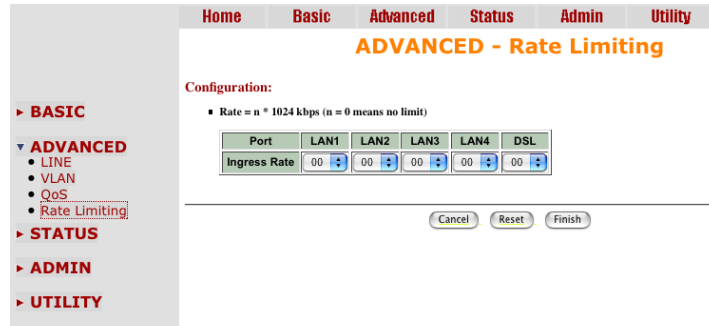 Home Basic Advanced Status Admin Utility
ADVANCED - Rate Limiting
Configuration:
Rate = n * 1024 kbps (n = 0 means no limit)
Port LAN1 LAN2 LAN3 LAN4 DSL
Ingress Rate 00 00 00 00 00
Cancel Reset Finish
BASIC
ADVANCED
LINE
VLAN
QoS
Rate Limiting
STATUS
ADMIN
UTILITY